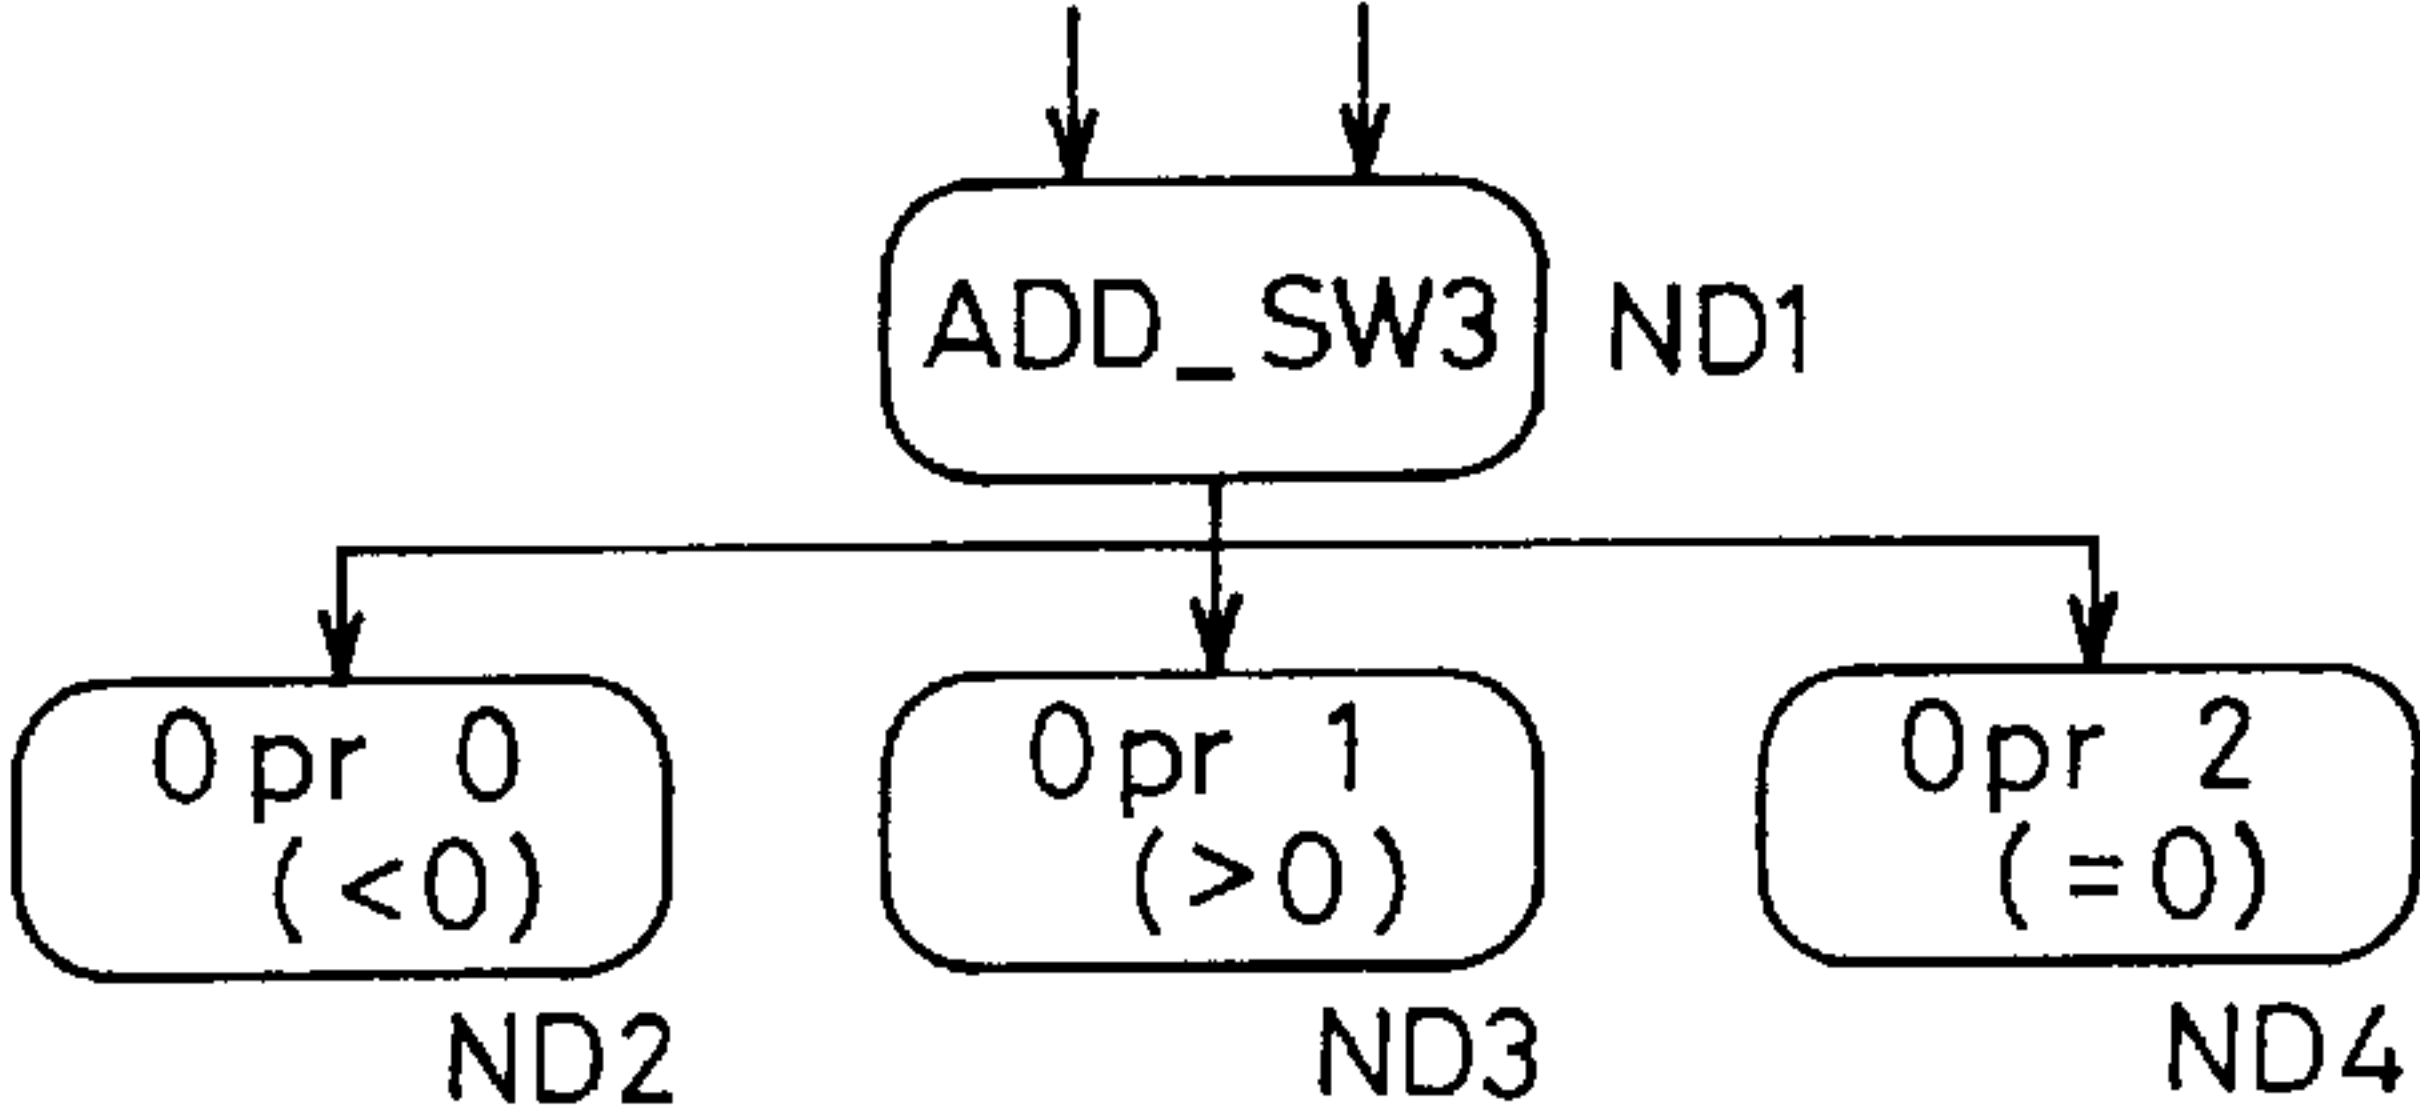 ADD_SW3 ND1
Opr 0
(<0)
ND2
Opr 1
(>0)
ND3
Opr 2
(=0)
ND4